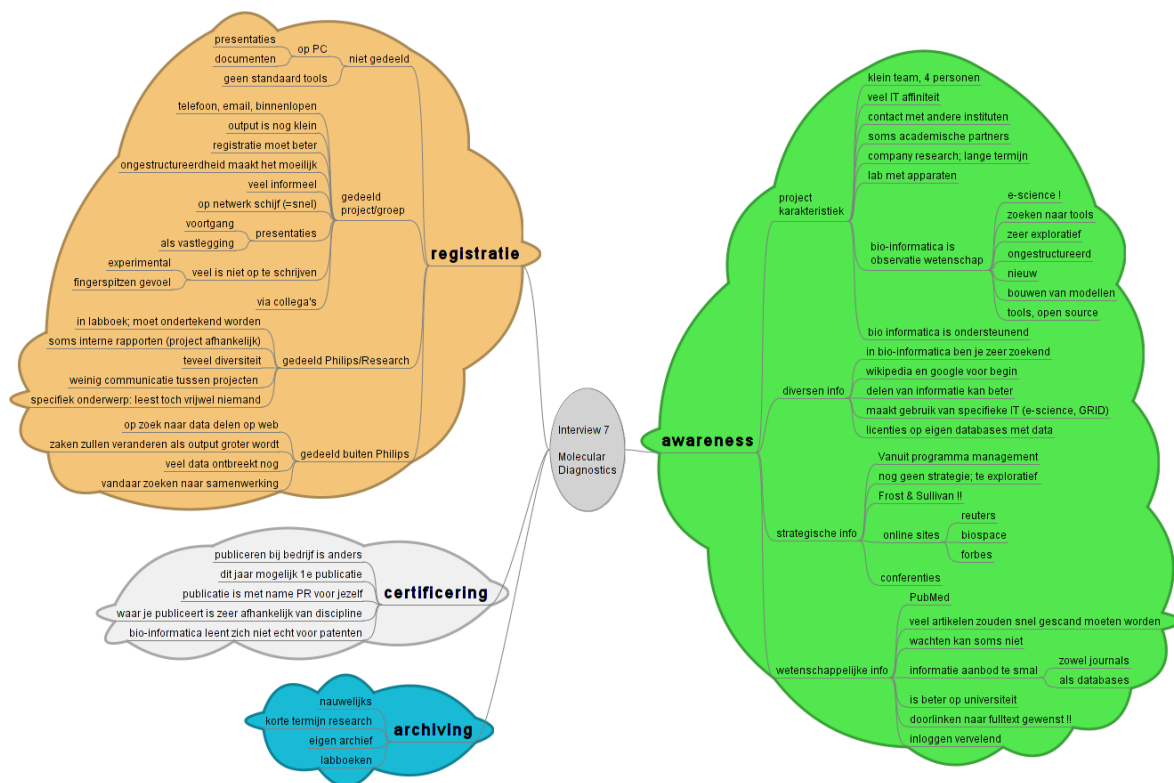 presentaties
op PC
documenten
niet gedeeld
geen standaard tools
telefoon, email, binnenlopen
output is nog klein
registratie moet beter
ongestructureerdheid maakt het moeilijk
veel informeel
op netwerk schijf (=snel)
gedeeld
project/groep
voortgang
presentaties
als vastlegging
experimental
veel is niet op te schrijven
fingerspitzen gevoel
via collega's
registratie
in labboek; moet ondertekend worden
soms interne rapporten (project afhankelijk)
teveel diversiteit
gedeeld Philips/Research
weinig communicatie tussen projecten
specifiek onderwerp: leest toch vrijwel niemand
op zoek naar data delen op web
zaken zullen veranderen als output groter wordt
gedeeld buiten Philips
veel data ontbreekt nog
vandaar zoeken naar samenwerking
publiceren bij bedrijf is anders
dit jaar mogelijk 1e publicatie
publicatie is met name PR voor jezelf
certificering
waar je publiceert is zeer afhankelijk van discipline
bio-informatica leent zich niet echt voor patenten
nauwelijks
korte termijn research
archiving
eigen archief
labboeken
Interview 7
Molecular
Diagnostics
awareness
klein team, 4 personen
veel IT affiniteit
contact met andere instituten
soms academische partners
company research; lange termijn
lab met apparaten
project
karakteristiek
e-science !
zoeken naar tools
zeer exploratief
bio-informatica is
observatie wetenschap
ongestructureerd
nieuw
bouwen van modellen
tools, open source
bio informatica is ondersteunend
in bio-informatica ben je zeer zoekend
wikipedia en google voor begin
diversen info
delen van informatie kan beter
maakt gebruik van specifieke IT (e-science, GRID)
licenties op eigen databases met data
Vanuit programma management
nog geen strategie; te exploratief
Frost & Sullivan !!
strategische info
online sites
reuters
biospace
forbes
conferenties
PubMed
veel artikelen zouden snel gescand moeten worden
wachten kan soms niet
wetenschappelijke info
informatie aanbod te smal
zowel journals
als databases
is beter op universiteit
doorlinken naar fulltext gewenst !!
inloggen vervelend